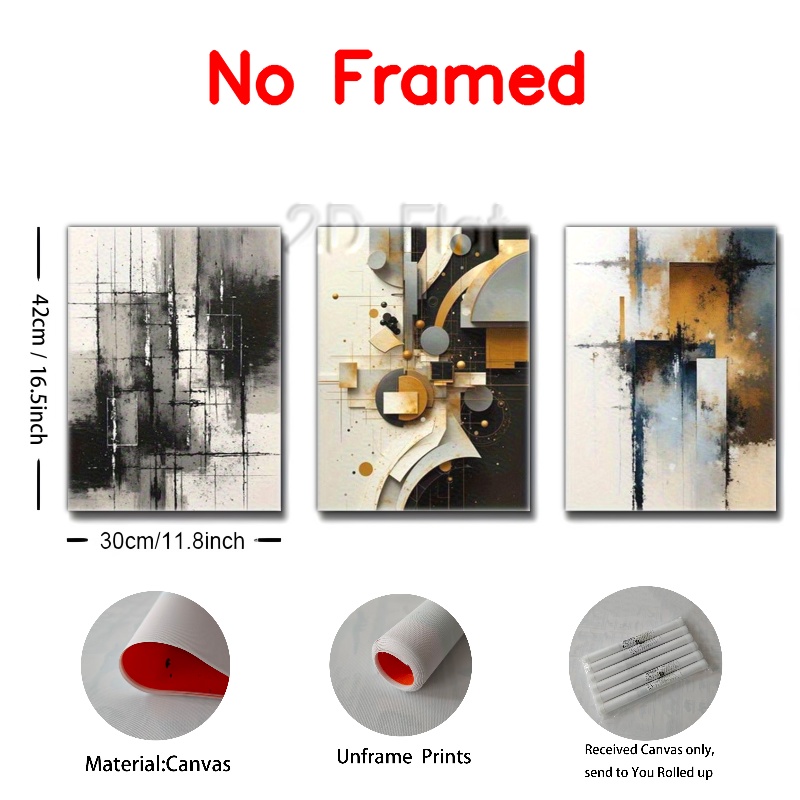 No Framed
2D Flat
42cm / 16.5inch
30cm/11.8inch
Material:Canvas
Unframe Prints
Received Canvas only,
send to You Rolled up